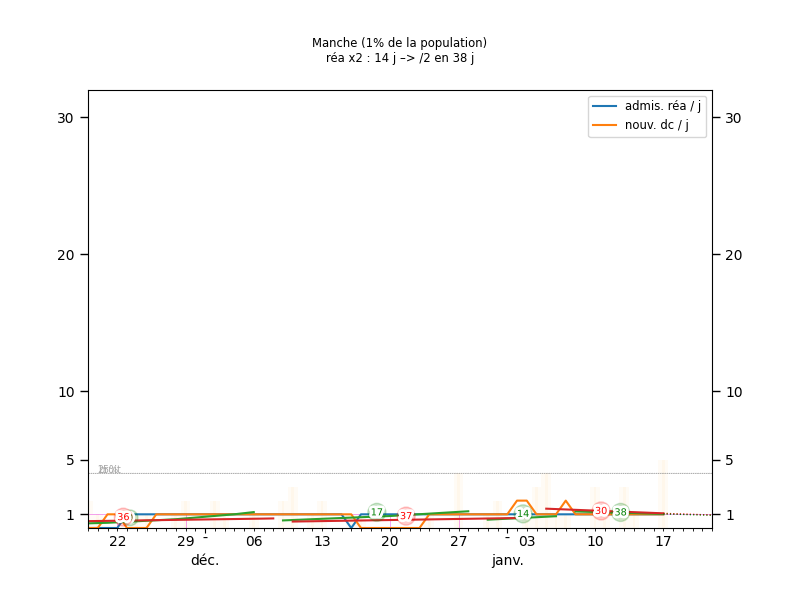 Manche (1% de la population)
réa x2 : 14 j –> /2 en 38 j
admis. réa / j
nouv. dc / j
30 30
20 20
10 10
5 5
1 1
36 17 37 14 30 38
22 29 - 06 13 20 27 - 03 10 17
déc. janv.